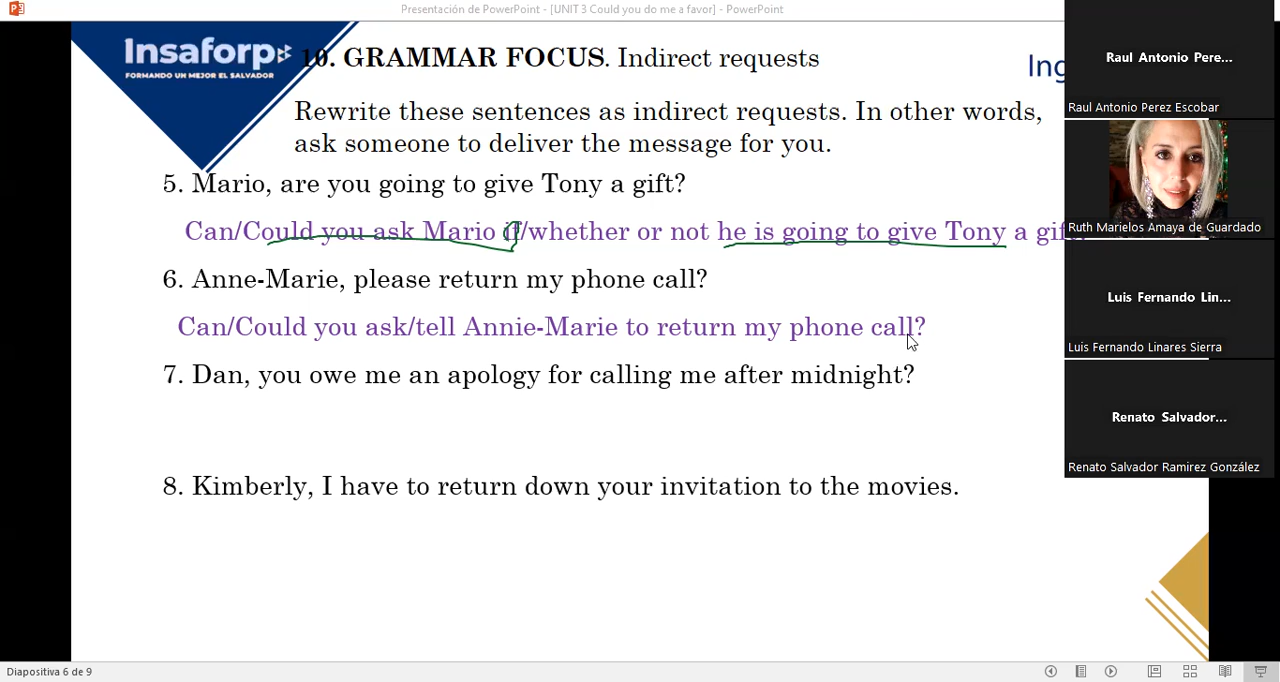 Presentación de PowerPoint - [UNIT 3 Could you do me a favor] - PowerPoint
Insaforp
FORMANDO UN MEJOR EL SALVADOR
10. GRAMMAR FOCUS. Indirect requests
Rewrite these sentences as indirect requests. In other words,
ask someone to deliver the message for you.
5. Mario, are you going to give Tony a gift?
Can/Could you ask Mario if/whether or not he is going to give Tony a
6. Anne-Marie, please return my phone call?
Can/Could you ask/tell Annie-Marie to return my phone call?
7. Dan, you owe me an apology for calling me after midnight?
8. Kimberly, I have to return down your invitation to the movies.
Raul Antonio Pere...
Raul Antonio Perez Escobar
Ruth Marielos Amaya de Guardado
Luis Fernando Lin...
Luis Fernando Linares Sierra
Renato Salvador...
Renato Salvador Ramirez González
Diapositiva 6 de 9